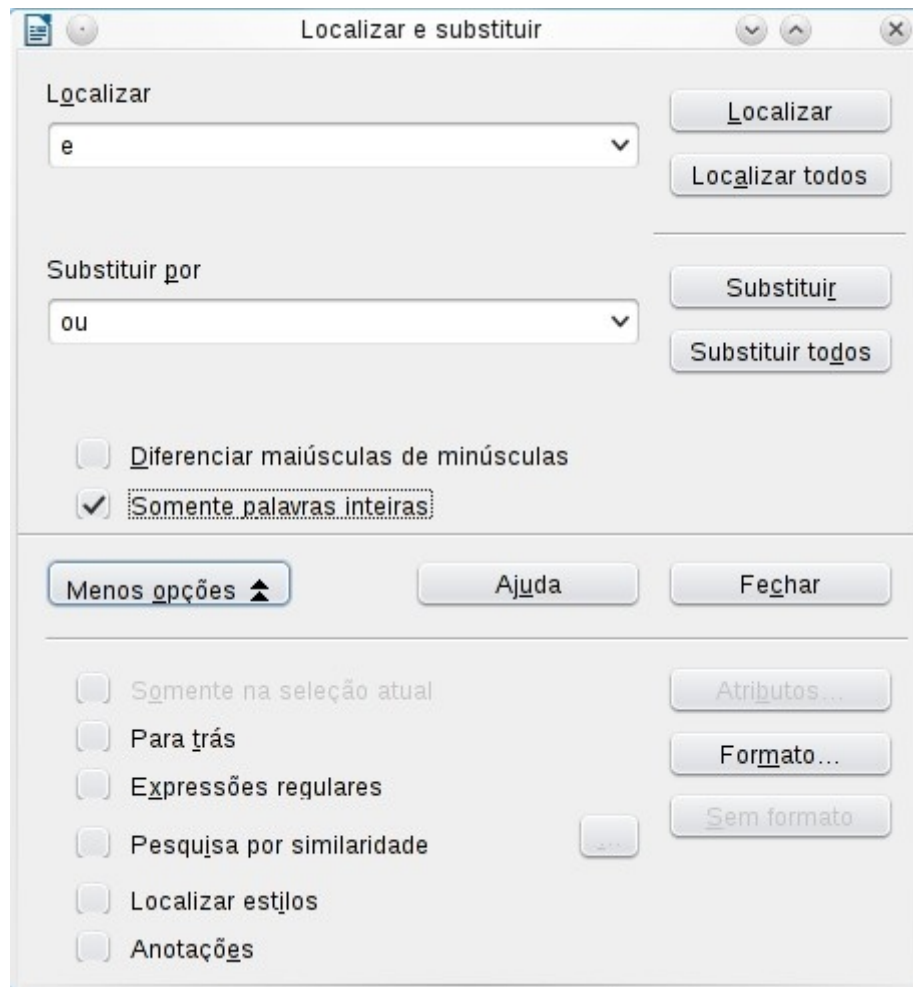 Localizar e substituir
Localizar
e
Localizar
Localizar todos
Substituir por
ou
Substituir
Substituir todos
Diferenciar maiúsculas de minúsculas
Somente palavras inteiras
Menos opções
Ajuda
Fechar
Somente na seleção atual
Atributos...
Para trás
Formato...
Expressões regulares
Sem formato
Pesquisa por similaridade
...
Localizar estilos
Anotações